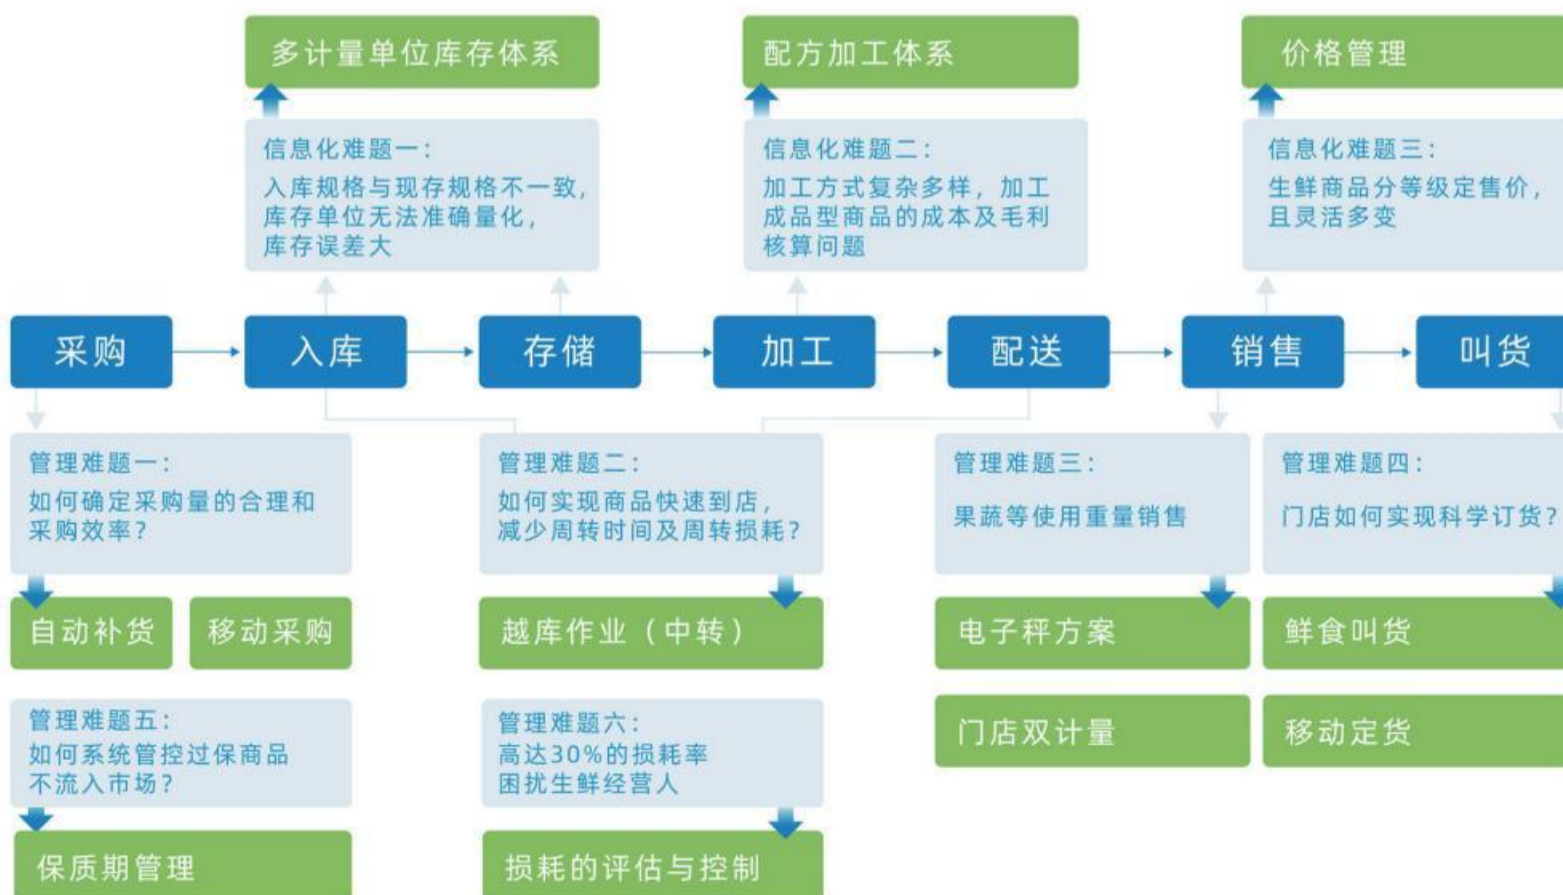 多计量单位库存体系
配方加工体系
价格管理
信息化难题一：
入库规格与现存规格不一致，
库存单位无法准确量化，
库存误差大
信息化难题二：
加工方式复杂多样，加工
成品型商品的成本及毛利
核算问题
信息化难题三：
生鲜商品分等级定售价，
且灵活多变
采购
入库
存储
加工
配送
销售
叫货
管理难题一：
如何确定采购量的合理和
采购效率？
管理难题二：
如何实现商品快速到店，
减少周转时间及周转损耗？
管理难题三：
果蔬等使用重量销售
管理难题四：
门店如何实现科学订货？
自动补货
移动采购
越库作业（中转）
电子秤方案
鲜食叫货
门店双计量
移动定货
管理难题五：
如何系统管控过保商品
不流入市场？
管理难题六：
高达30%的损耗率
困扰生鲜经营人
保质期管理
损耗的评估与控制